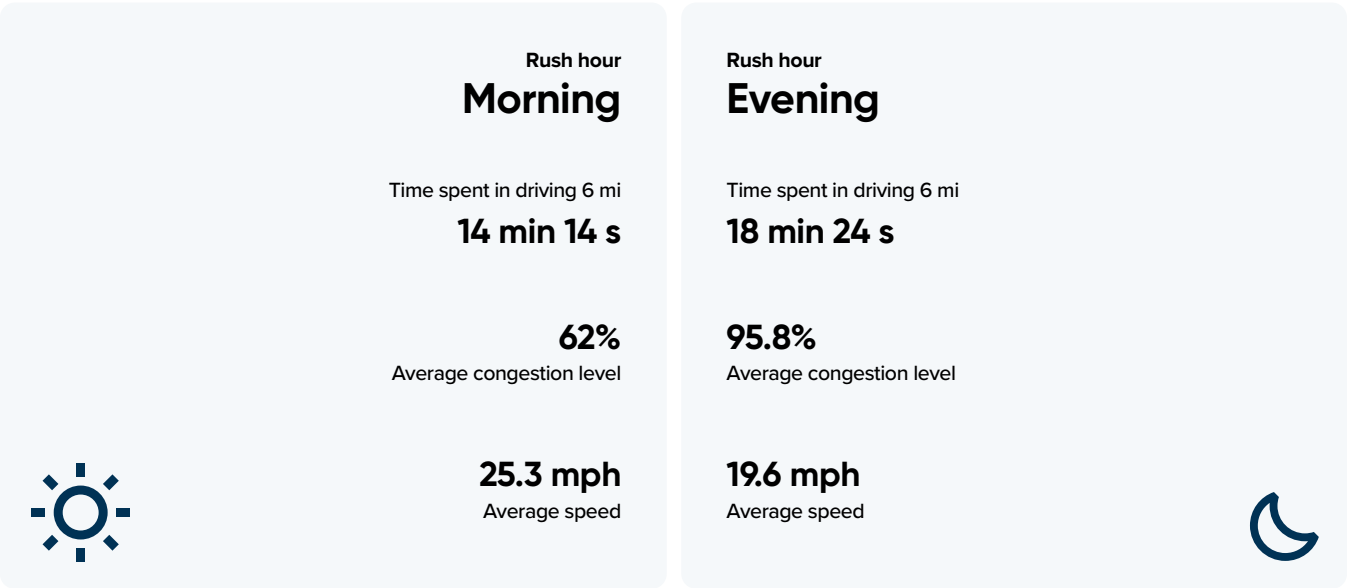 Rush hour
Morning
Time spent in driving 6 mi
14 min 14 s
62%
Average congestion level
25.3 mph
Average speed
Rush hour
Evening
Time spent in driving 6 mi
18 min 24 s
95.8%
Average congestion level
19.6 mph
Average speed